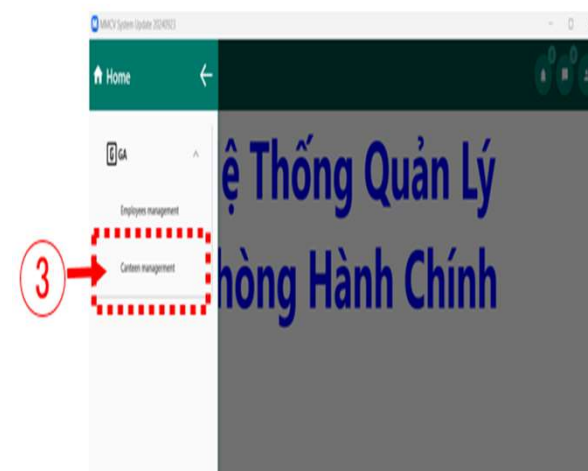 MMCV System Update 20240923
Home
GA
Employees management
Canteen management
ệ Thống Quản Lý
hòng Hành Chính
3